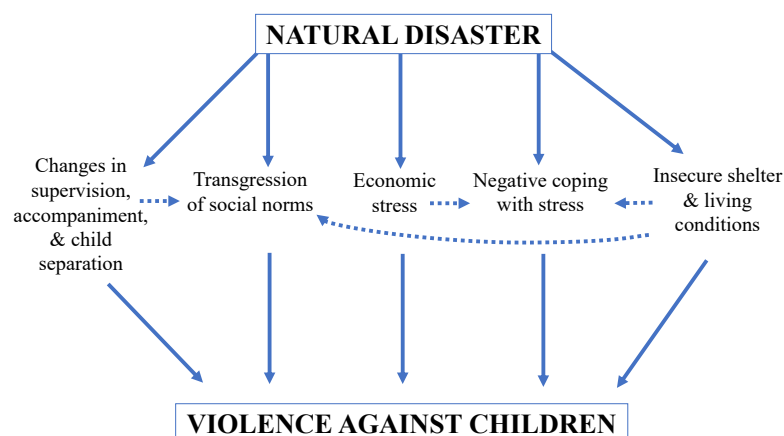 NATURAL DISASTER
Changes in
supervision,
accompaniment,
& child
separation
Transgression
of social norms
Economic
stress
Negative coping
with stress
Insecure shelter
& living
conditions
VIOLENCE AGAINST CHILDREN